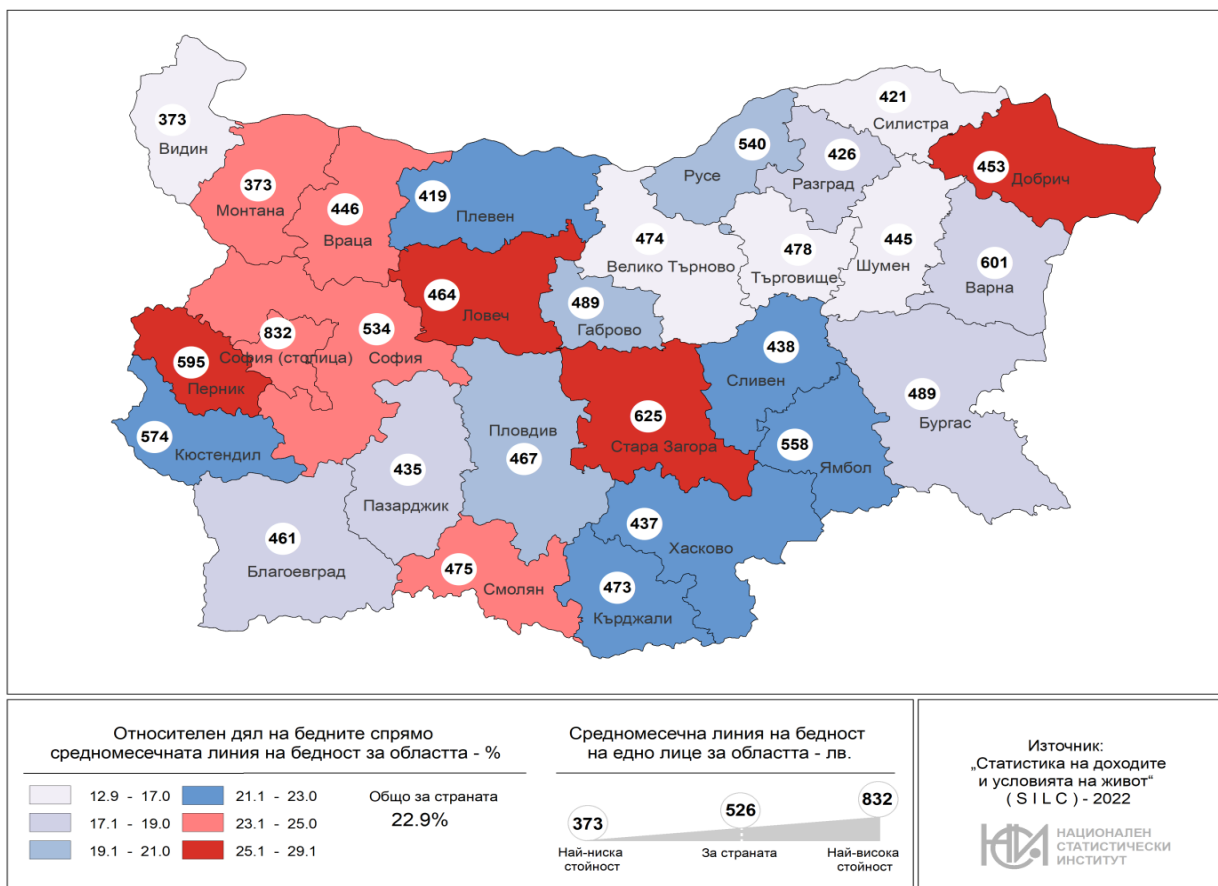 373
Видин
373
Монтана
446
Враца
419
Плевен
540
Русе
421
Силистра
426
Разград
453
Добрич
474
Велико Търново
478
Търговище
445
Шумен
601
Варна
464
Ловеч
489
Габрово
832
София (столица)
534
София
595
Перник
574
Кюстендил
438
Сливен
489
Бургас
625
Стара Загора
558
Ямбол
Пловдив
467
435
Пазарджик
461
Благоевград
475
Смолян
437
Хасково
473
Кърджали
Относителен дял на бедните спрямо
средномесечната линия на бедност за областта - %
12.9 - 17.0
17.1 - 19.0
19.1 - 21.0
21.1 - 23.0
23.1 - 25.0
25.1 - 29.1
Общо за страната
22.9%
Средномесечна линия на бедност
на едно лице за областта - лв.
373
526
832
Най-ниска
стойност
За страната
Най-висока
стойност
Източник:
„Статистика на доходите
и условията на живот“
( S I L C ) - 2022
НСИ
НАЦИОНАЛЕН
СТАТИСТИЧЕСКИ
ИНСТИТУТ